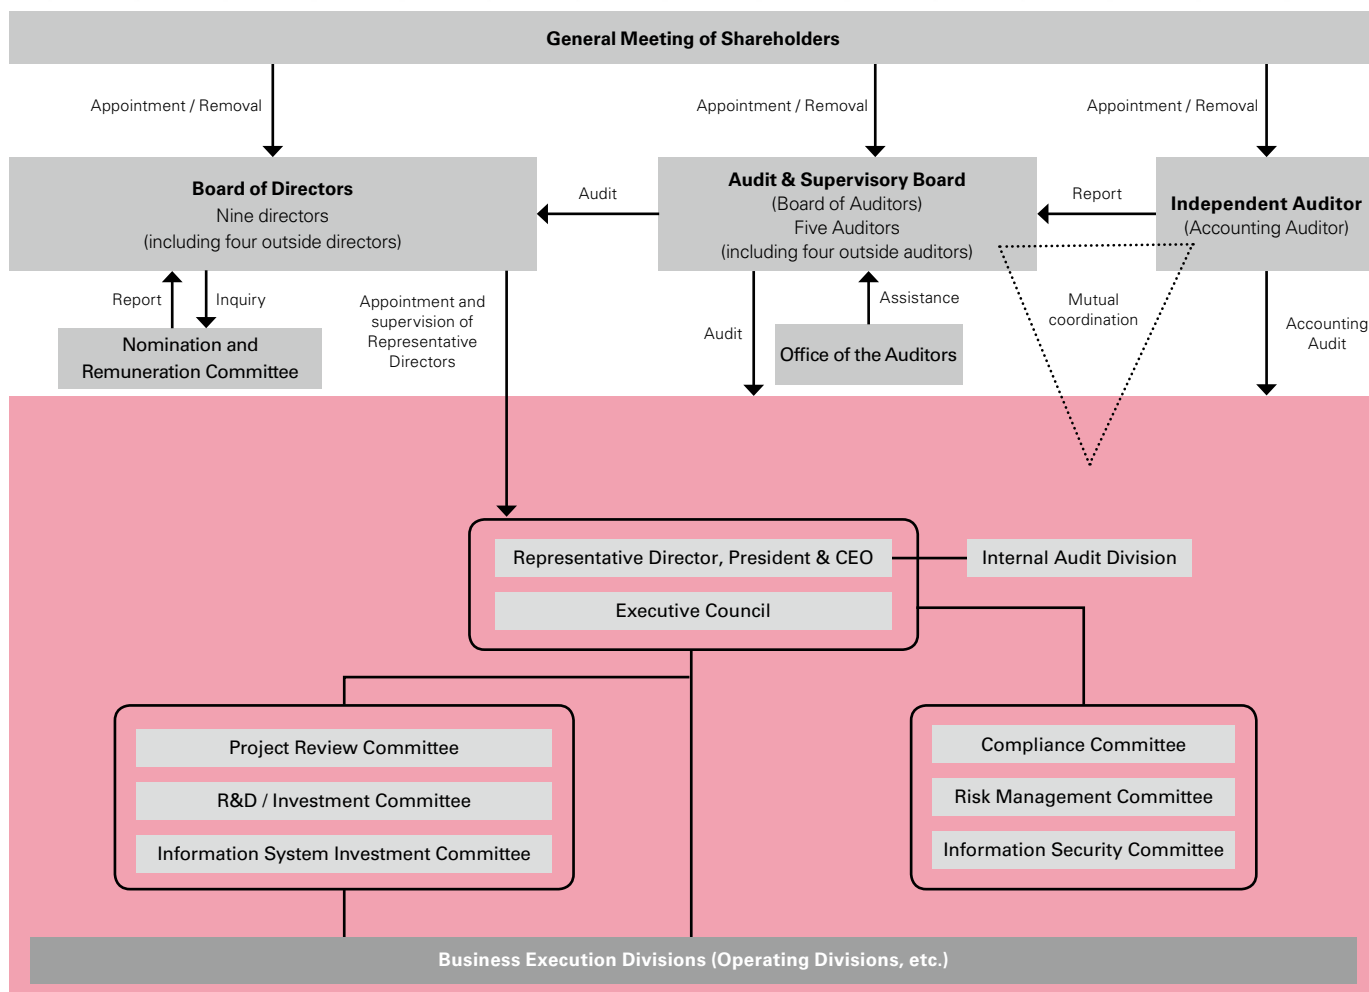 General Meeting of Shareholders
Appointment / Removal
Appointment / Removal
Appointment / Removal
Board of Directors
Nine directors
(including four outside directors)
Audit
Audit & Supervisory Board
(Board of Auditors)
Five Auditors
(including four outside auditors)
Report
Independent Auditor
(Accounting Auditor)
Report
Inquiry
Appointment and
supervision of
Representative
Directors
Audit
Assistance
Mutual
coordination
Accounting
Audit
Nomination and
Remuneration Committee
Office of the Auditors
Representative Director, President & CEO
Internal Audit Division
Executive Council
Project Review Committee
R&D / Investment Committee
Information System Investment Committee
Compliance Committee
Risk Management Committee
Information Security Committee
Business Execution Divisions (Operating Divisions, etc.)